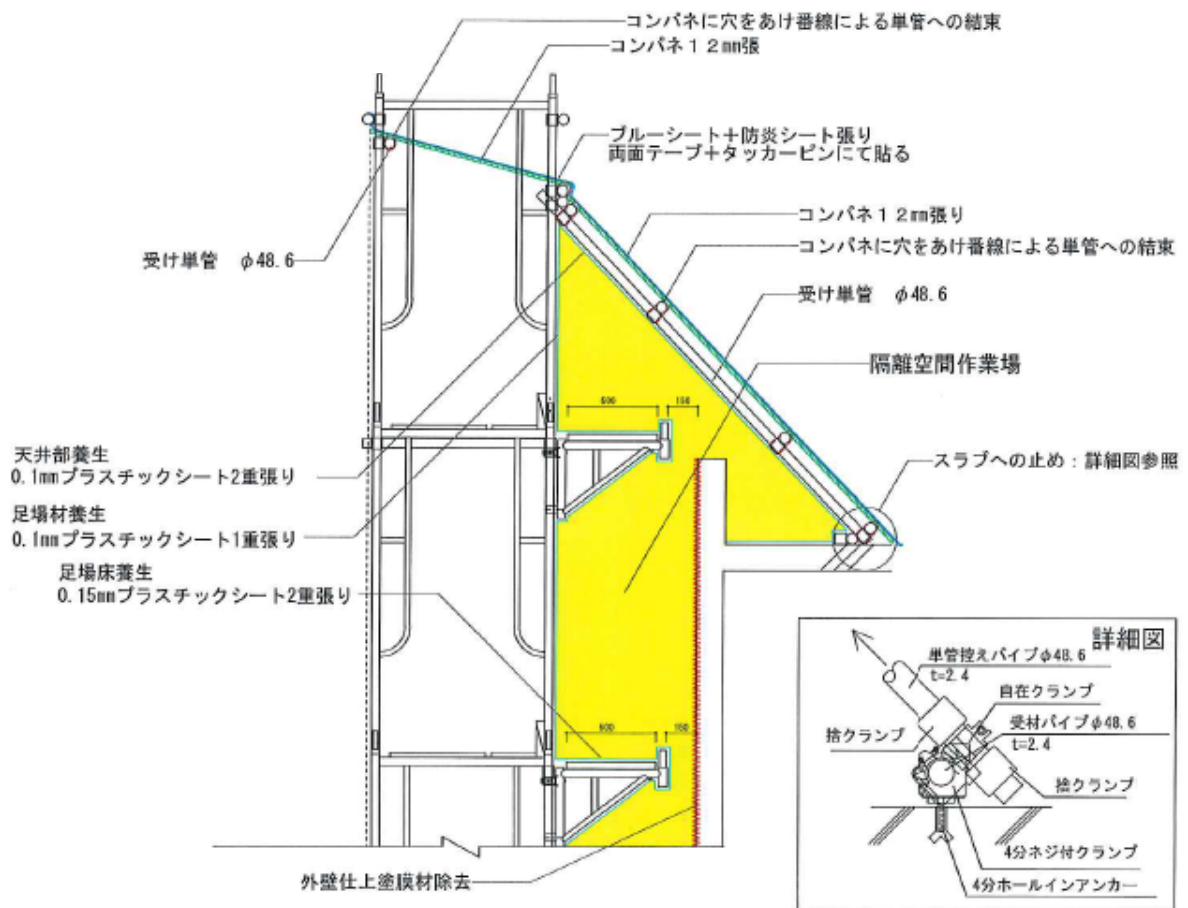 コンパネに穴をあけ番線による単管への結束
コンパネ12mm張
ブルーシート+防炎シート張り
両面テープ+タッカーピンにて貼る
コンパネ12mm張り
コンパネに穴をあけ番線による単管への結束
受け単管 φ48.6
受け単管 φ48.6
隔離空間作業場
600
150
天井部養生
0.1mmプラスチックシート2重張り
スラブへの止め:詳細図参照
足場材養生
0.1mmプラスチックシート1重張り
足場床養生
0.15mmプラスチックシート2重張り
600
150
外壁仕上塗膜材除去
詳細図
単管控えパイプφ48.6
t=2.4
自在クランプ
受材パイプφ48.6
t=2.4
捨クランプ
捨クランプ
4分ネジ付クランプ
4分ホールインアンカー